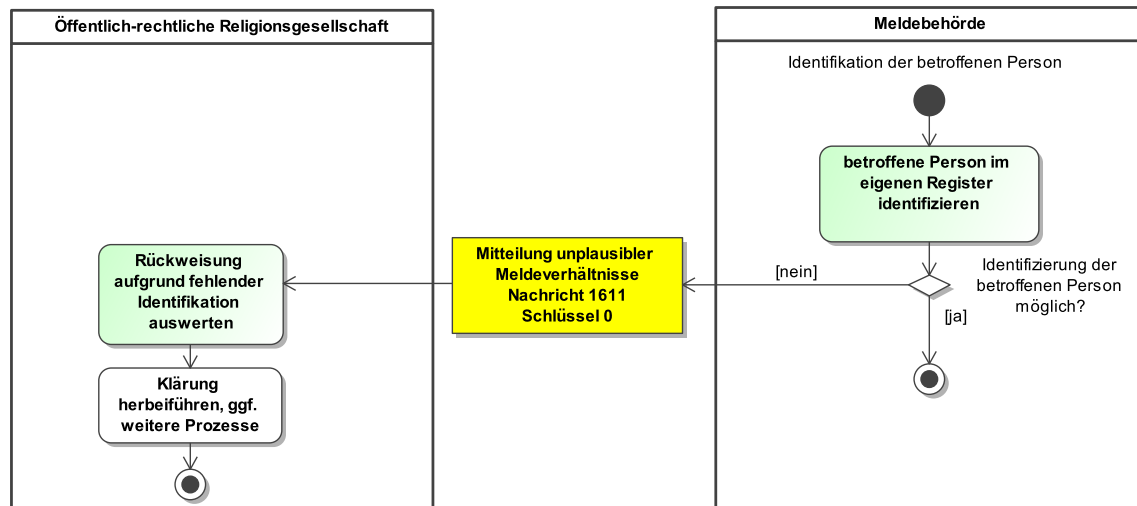 Öffentlich-rechtliche Religionsgesellschaft
Meldebehörde
Identifikation der betroffenen Person
betroffene Person im
eigenen Register
identifizieren
Identifizierung der
betroffenen Person
möglich?
[nein]
[ja]
Mitteilung unplausibler
Meldeverhältnisse
Nachricht 1611
Schlüssel 0
Rückweisung
aufgrund fehlender
Identifikation
auswerten
Klärung
herbeiführen, ggf.
weitere Prozesse